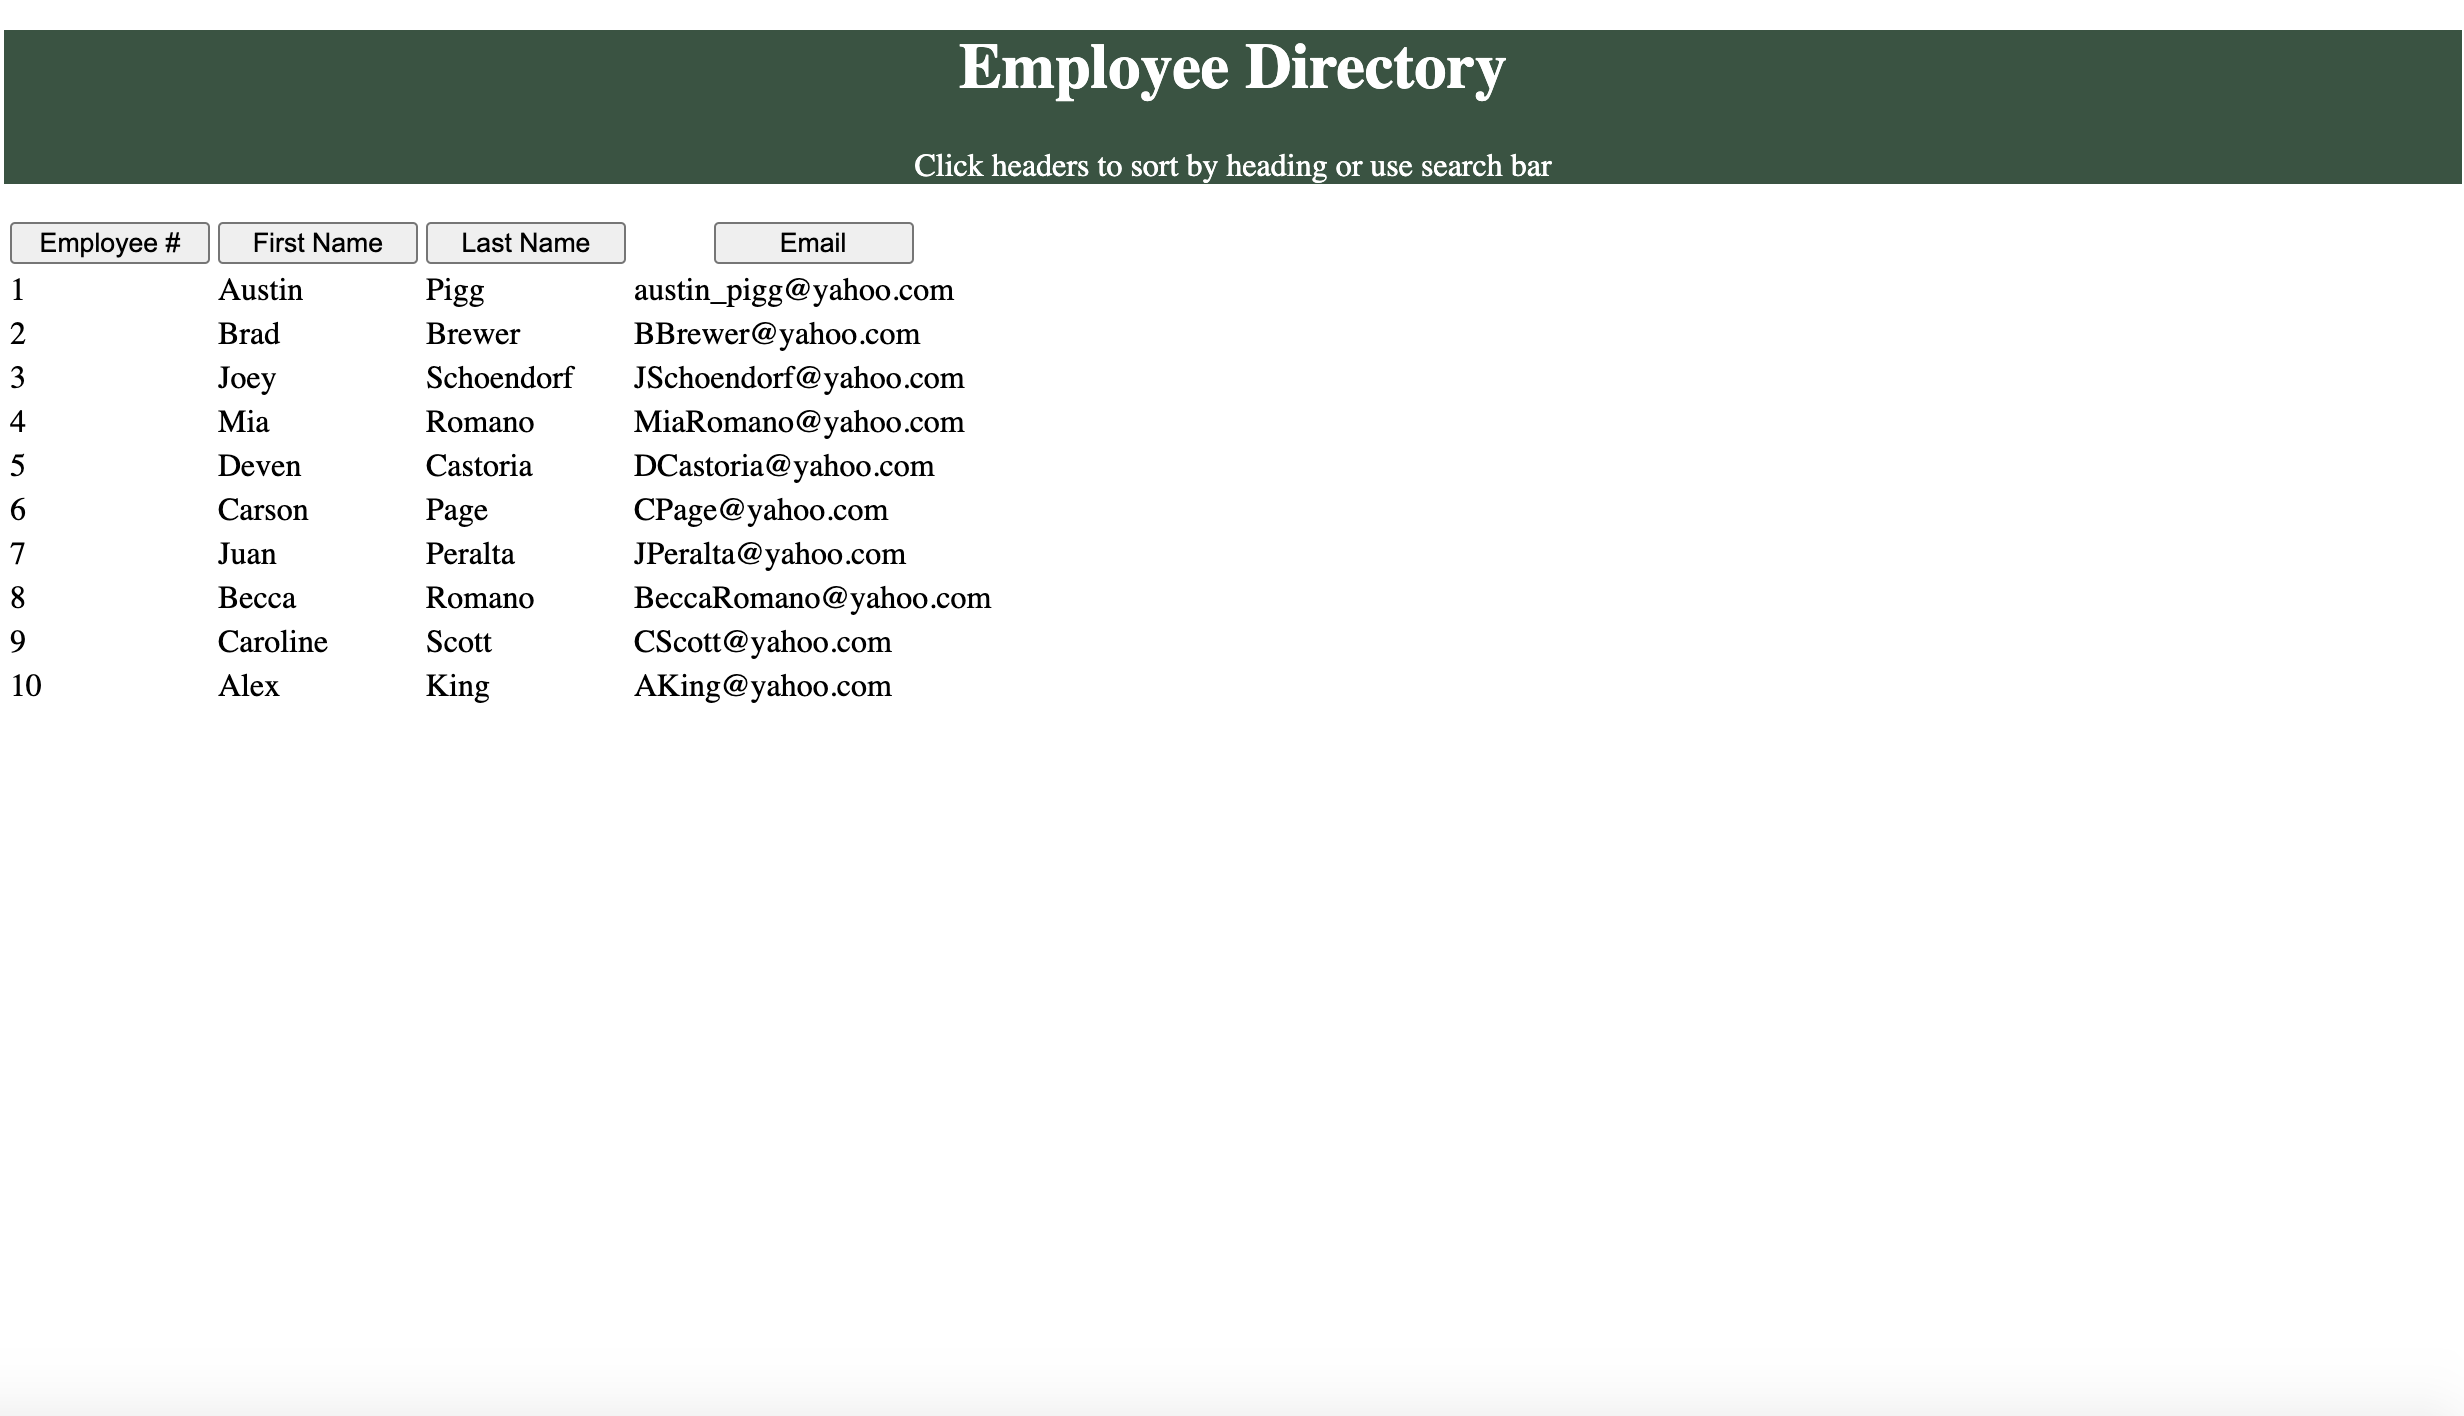 Employee Directory
Click headers to sort by heading or use search bar
Employee # First Name Last Name Email
1 Austin Pigg austin_pigg@yahoo.com
2 Brad Brewer BBrewer@yahoo.com
3 Joey Schoendorf JSchoendorf@yahoo.com
4 Mia Romano MiaRomano@yahoo.com
5 Deven Castoria DCastoria@yahoo.com
6 Carson Page CPage@yahoo.com
7 Juan Peralta JPeralta@yahoo.com
8 Becca Romano BeccaRomano@yahoo.com
9 Caroline Scott CScott@yahoo.com
10 Alex King AKing@yahoo.com